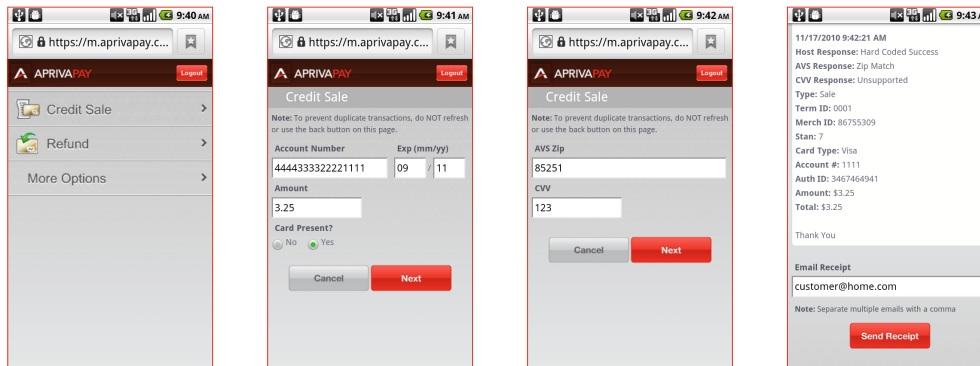 9:40 AM
https://m.aprivapay.c...
APRIVAPAY
Logout
Credit Sale
Refund
More Options
9:41 AM
https://m.aprivapay.c...
APRIVAPAY
Logout
Credit Sale
Note: To prevent duplicate transactions, do NOT refresh
or use the back button on this page.
Account Number Exp (mm/yy)
4444333322221111 09 / 11
Amount
3.25
Card Present?
No Yes
Cancel Next
9:42 AM
https://m.aprivapay.c...
APRIVAPAY
Logout
Credit Sale
Note: To prevent duplicate transactions, do NOT refresh
or use the back button on this page.
AVS Zip
85251
CVV
123
Cancel Next
9:43 A
11/17/2010 9:42:21 AM
Host Response: Hard Coded Success
AVS Response: Zip Match
CVV Response: Unsupported
Type: Sale
Term ID: 0001
Merch ID: 86755309
Stan: 7
Card Type: Visa
Account #: 1111
Auth ID: 3467464941
Amount: $3.25
Total: $3.25
Thank You
Email Receipt
customer@home.com
Note: Separate multiple emails with a comma
Send Receipt